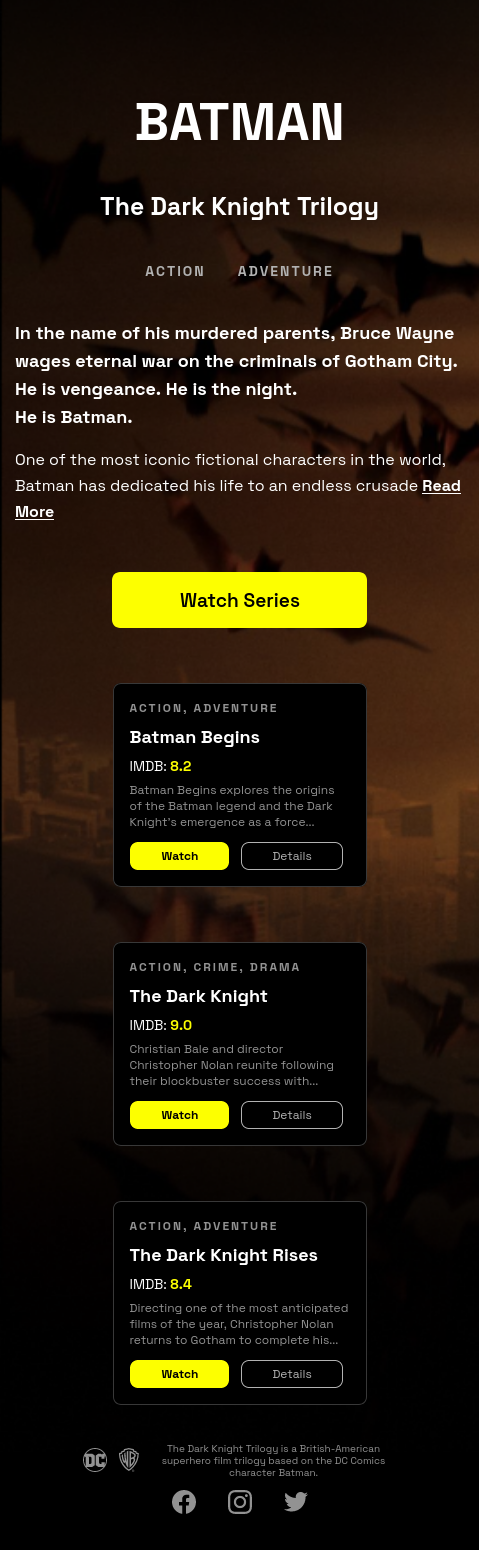 BATMAN
The Dark Knight Trilogy
ACTION ADVENTURE
In the name of his murdered parents, Bruce Wayne
wages eternal war on the criminals of Gotham City.
He is vengeance. He is the night.
He is Batman.
One of the most iconic fictional characters in the world,
Batman has dedicated his life to an endless crusade Read
More
Watch Series
ACTION, ADVENTURE
Batman Begins
IMDB: 8.2
Batman Begins explores the origins
of the Batman legend and the Dark
Knight's emergence as a force...
Watch Details
ACTION, CRIME, DRAMA
The Dark Knight
IMDB: 9.0
Christian Bale and director
Christopher Nolan reunite following
their blockbuster success with...
Watch Details
ACTION, ADVENTURE
The Dark Knight Rises
IMDB: 8.4
Directing one of the most anticipated
films of the year, Christopher Nolan
returns to Gotham to complete his...
Watch Details
DC WB
The Dark Knight Trilogy is a British-American
superhero film trilogy based on the DC Comics
character Batman.